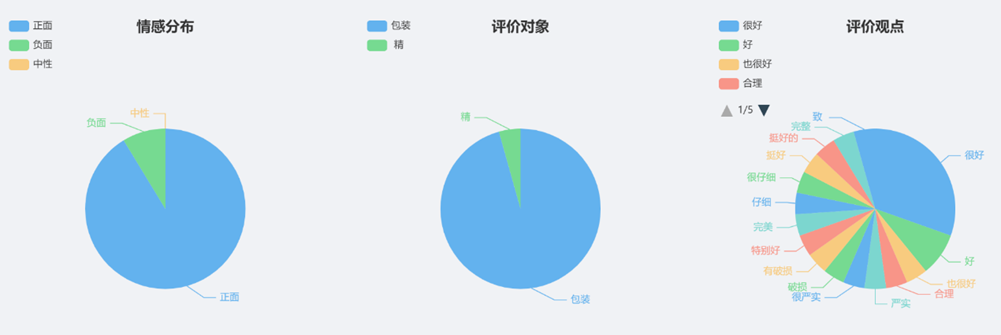 情感分布
正面
负面
中性
中性
负面
正面
评价对象
包装
精
精
包装
评价观点
很好
好
也很好
合理
1/5
致
完整
挺好的
挺好
很仔细
仔细
完美
特别好
有破损
破损
很严实
严实
合理
也很好
好
很好